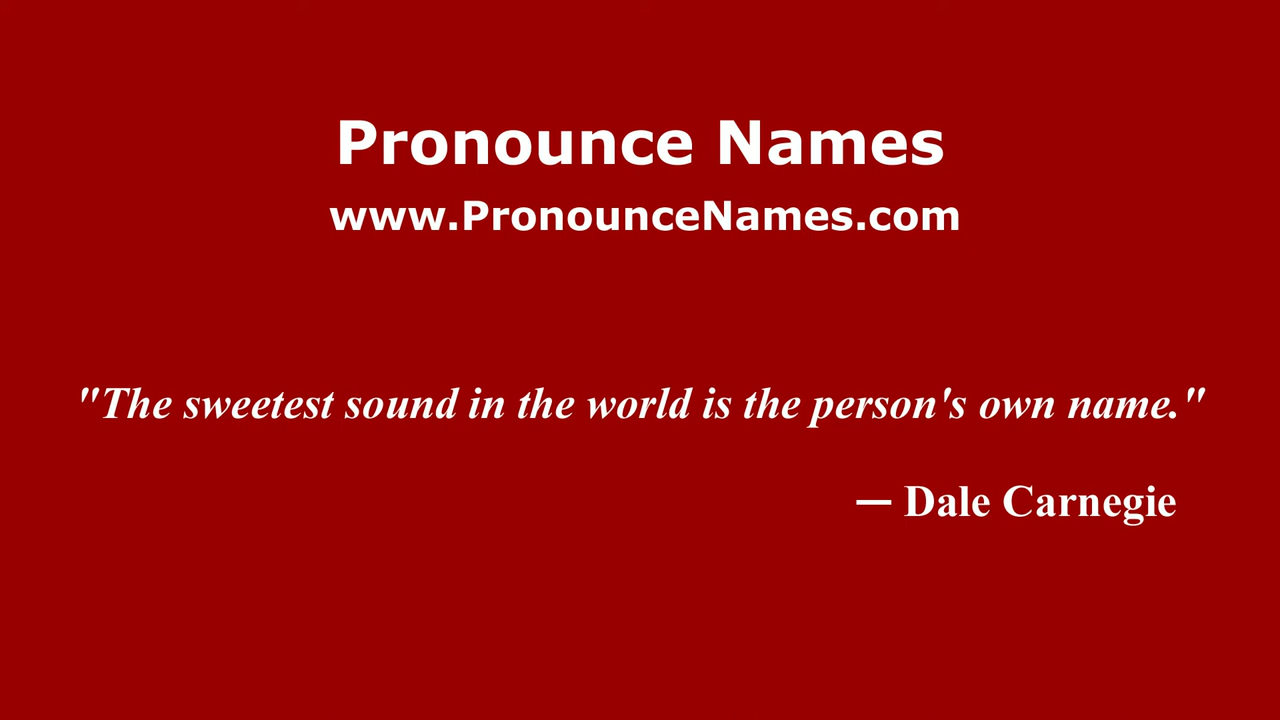 Pronounce Names
www.PronounceNames.com
"The sweetest sound in the world is the person's own name."
— Dale Carnegie